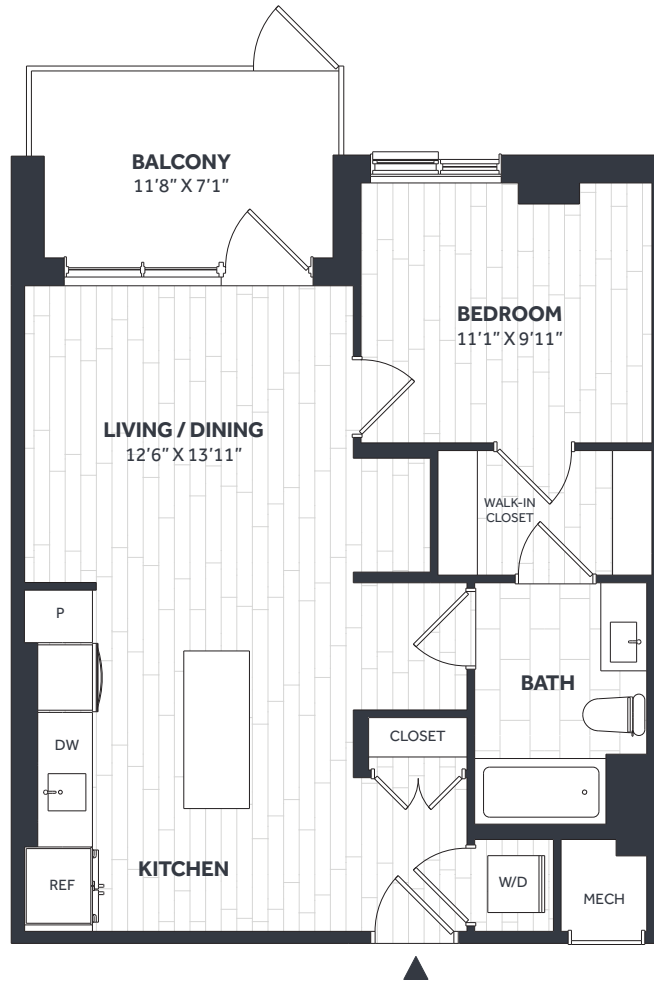 BALCONY
11'8" X 7'1"
BEDROOM
11'1" X 9'11"
LIVING / DINING
12'6" X 13'11"
WALK-IN
CLOSET
P
BATH
CLOSET
DW
KITCHEN
REF
W/D
MECH